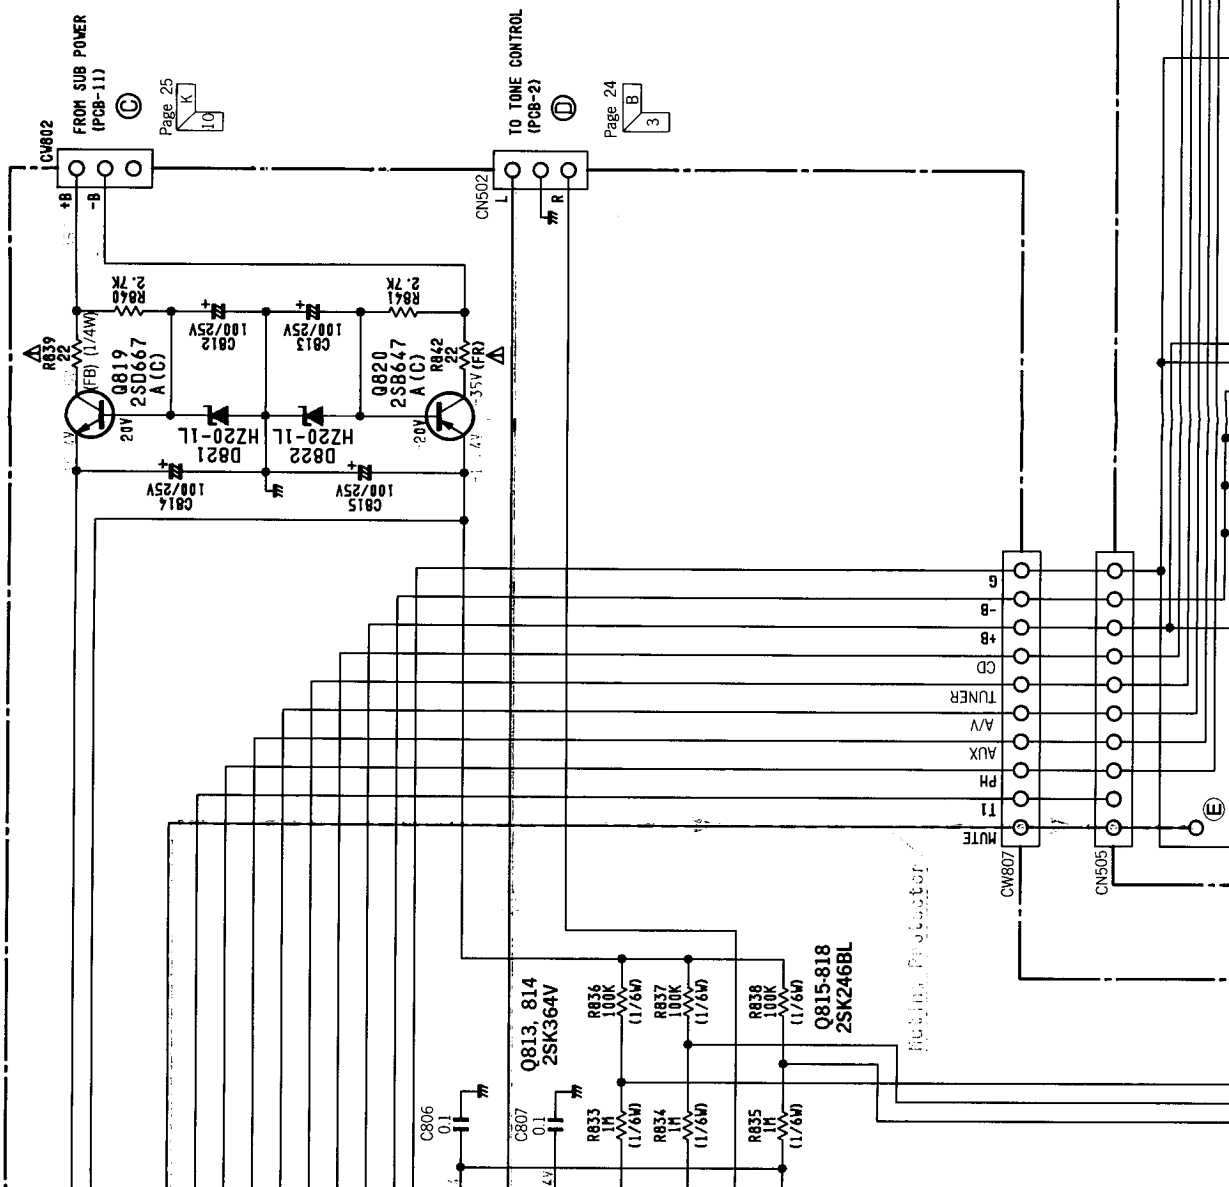 FROM SUB POWER
(PCB-11)
C
Page 25
K
10
CW802
+B
-B
TO TONE CONTROL
(PCB-2)
D
Page 24
B
3
CN502
L
R
R839
22
(FB) (1/4W)
R840
2.7K
C812
100/25V
C813
100/25V
R841
2.7K
Q819
2SD667
A (C)
20V
Q820
2SB647
A (C)
-20V
R842
22
(FR)
-35V
HZ20-1L
D821
HZ20-1L
D822
C814
100/25V
C815
100/25V
G
-B
+B
CD
TUNER
A/V
AUX
PH
T1
MUTE
CW807
CN505
E
Q813, 814
2SK364V
R836
100K
(1/6W)
R837
100K
(1/6W)
R838
100K
(1/6W)
Q815-818
2SK246BL
C806
0.1
C807
0.1
R833
1M
(1/6W)
R834
1M
(1/6W)
R835
1M
(1/6W)